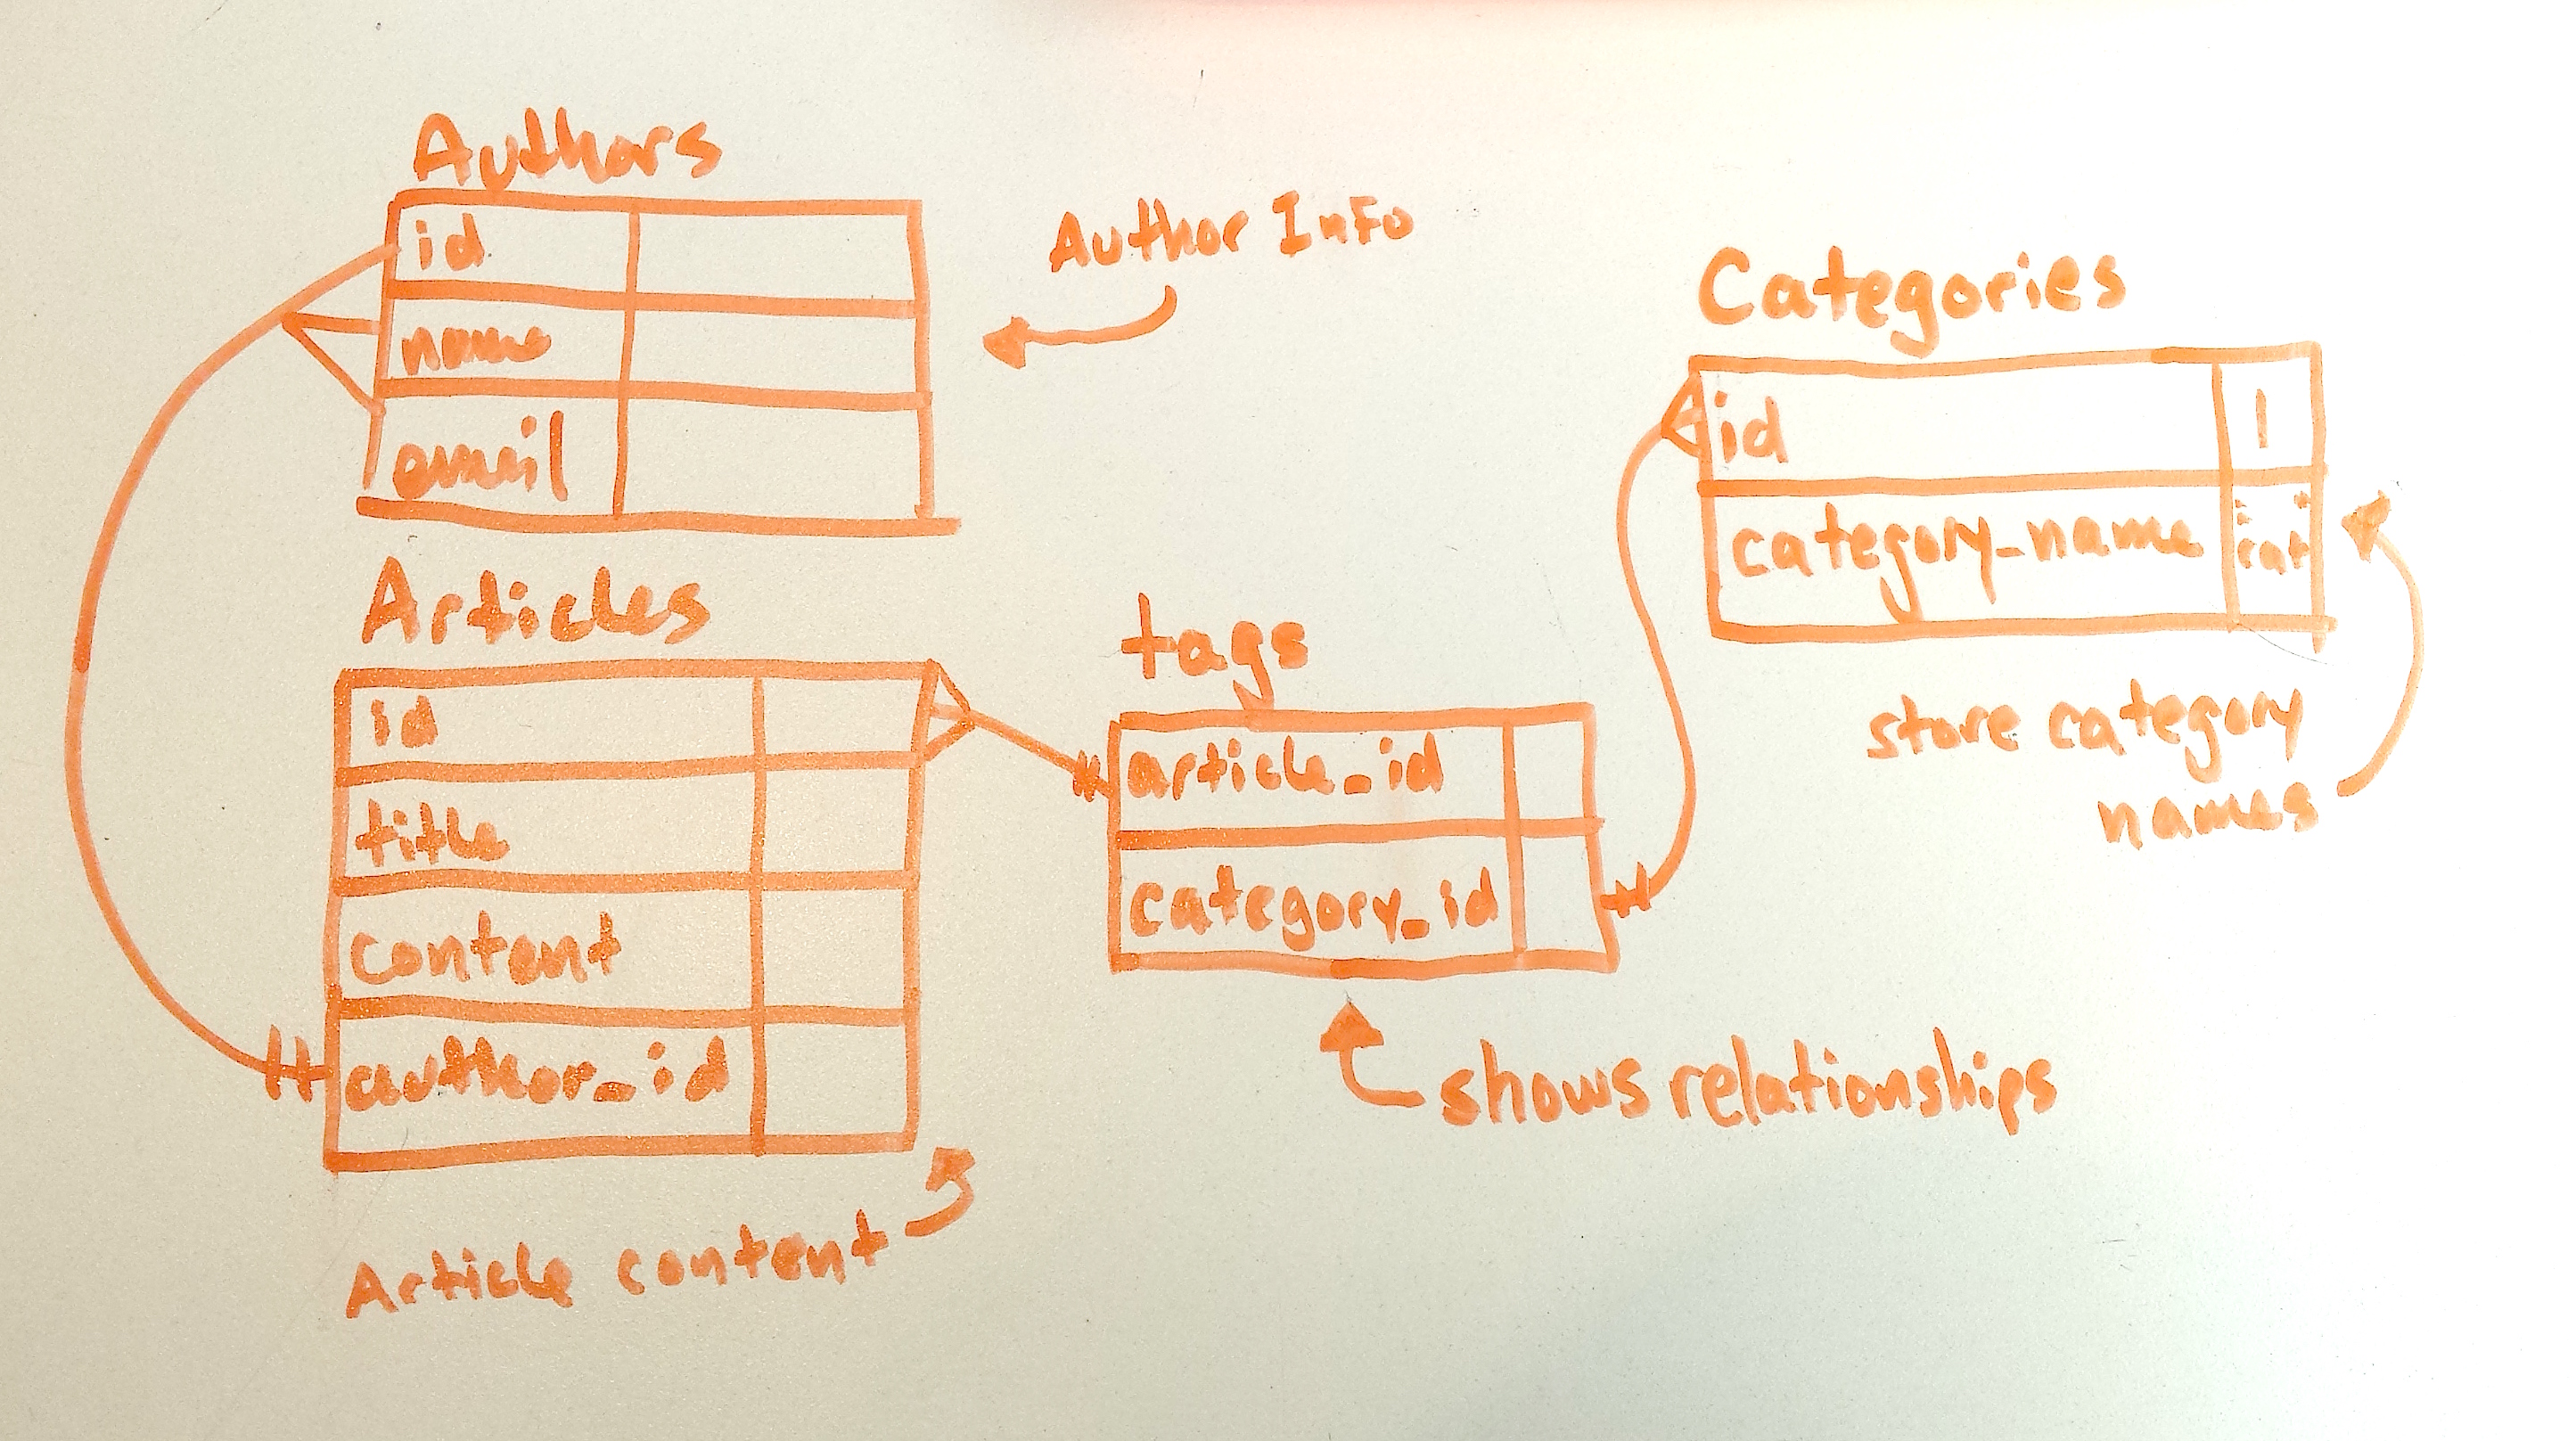 Authors
id
name
email
Author Info
Articles
id
title
content
author_id
Article content
tags
article_id
category_id
shows relationships
Categories
id 1
category_name "cat"
store category
names